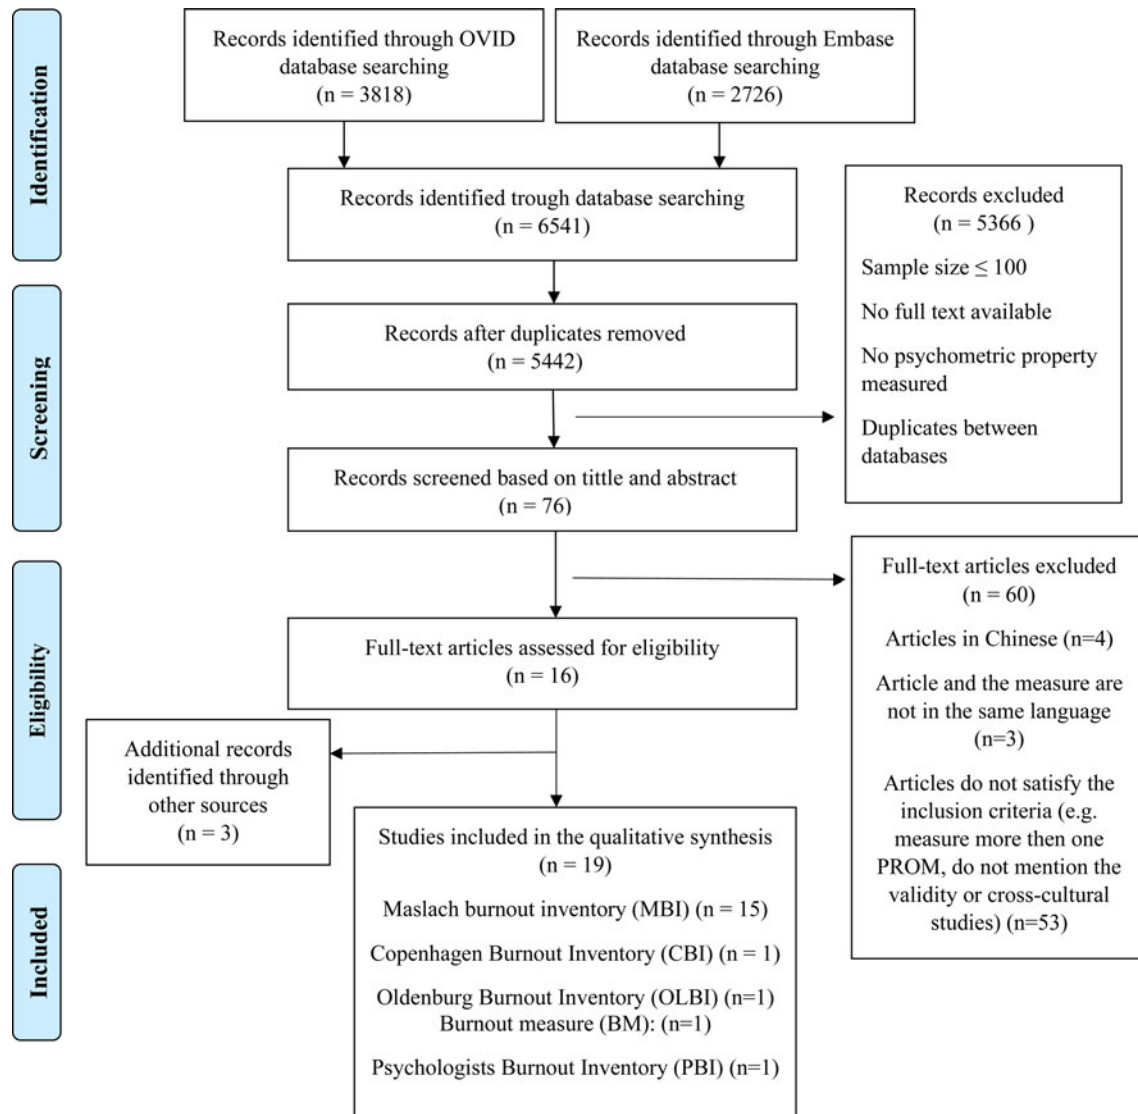 Identification
Records identified through OVID
database searching
(n = 3818)
Records identified through Embase
database searching
(n = 2726)
Records identified trough database searching
(n = 6541)
Records excluded
(n = 5366 )
Sample size ≤ 100
No full text available
No psychometric property
measured
Duplicates between
databases
Screening
Records after duplicates removed
(n = 5442)
Records screened based on tittle and abstract
(n = 76)
Eligibility
Full-text articles excluded
(n = 60)
Articles in Chinese (n=4)
Article and the measure are
not in the same language
(n=3)
Articles do not satisfy the
inclusion criteria (e.g.
measure more then one
PROM, do not mention the
validity or cross-cultural
studies) (n=53)
Full-text articles assessed for eligibility
(n = 16)
Additional records
identified through
other sources
(n = 3)
Included
Studies included in the qualitative synthesis
(n = 19)
Maslach burnout inventory (MBI) (n = 15)
Copenhagen Burnout Inventory (CBI) (n = 1)
Oldenburg Burnout Inventory (OLBI) (n=1)
Burnout measure (BM): (n=1)
Psychologists Burnout Inventory (PBI) (n=1)